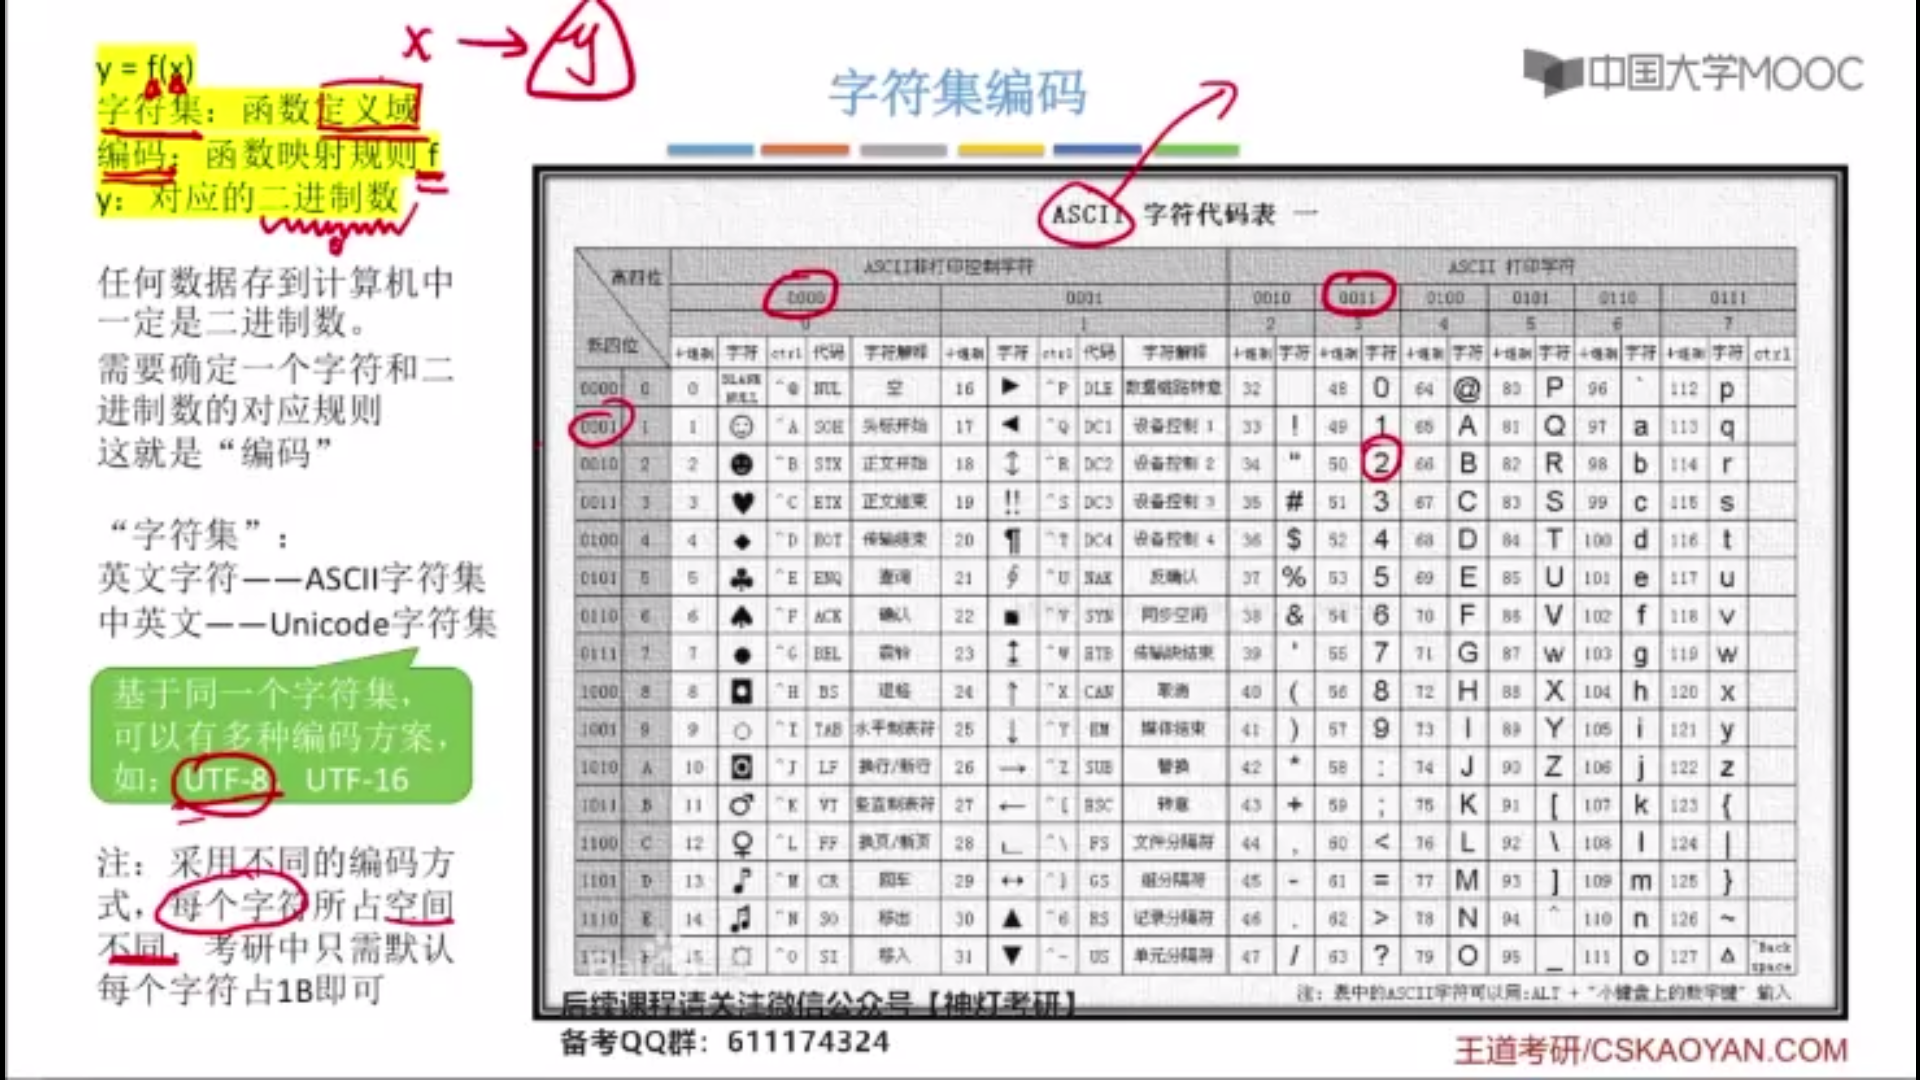 x → y
y = f(x)
字符集：函数定义域
编码：函数映射规则 f
y：对应的二进制数
任何数据存到计算机中
一定是二进制数。
需要确定一个字符和二
进制数的对应规则
这就是“编码”
“字符集”：
英文字符——ASCII字符集
中英文——Unicode字符集
基于同一个字符集，
可以有多种编码方案，
如：UTF-8，UTF-16
注：采用不同的编码方
式，每个字符所占空间
不同，考研中只需默认
每个字符占1B即可
字符集编码
中国大学MOOC
ASCII 字符代码表 一
高四位 ASCII非打印控制字符 ASCII 打印字符
0000 0001 0010 0011 0100 0101 0110 0111
低四位 0 1 2 3 4 5 6 7
十进制 字符 ctrl 代码 字符解释 十进制 字符 ctrl 代码 字符解释 十进制 字符 十进制 字符 十进制 字符 十进制 字符 十进制 字符 十进制 字符 ctrl
0000 0 0 BLANK NULL ^@ NUL 空 16 ► ^P DLE 数据链路转意 32 48 0 64 @ 80 P 96 ` 112 p
0001 1 1 ☺ ^A SOH 头标开始 17 ◄ ^Q DC1 设备控制 1 33 ! 49 1 65 A 81 Q 97 a 113 q
0010 2 2 ☻ ^B STX 正文开始 18 ↕ ^R DC2 设备控制 2 34 " 50 2 66 B 82 R 98 b 114 r
0011 3 3 ♥ ^C ETX 正文结束 19 ‼ ^S DC3 设备控制 3 35 # 51 3 67 C 83 S 99 c 115 s
0100 4 4 ♦ ^D EOT 传输结束 20 ¶ ^T DC4 设备控制 4 36 $ 52 4 68 D 84 T 100 d 116 t
0101 5 5 ♣ ^E ENQ 查询 21 ∮ ^U NAK 反确认 37 % 53 5 69 E 85 U 101 e 117 u
0110 6 6 ♠ ^F ACK 确认 22 ■ ^V SYN 同步空闲 38 & 54 6 70 F 86 V 102 f 118 v
0111 7 7 ● ^G BEL 震铃 23 ↨ ^W ETB 传输块结束 39 ' 55 7 71 G 87 w 103 g 119 w
1000 8 8 ◘ ^H BS 退格 24 ↑ ^X CAN 取消 40 ( 56 8 72 H 88 X 104 h 120 x
1001 9 9 ○ ^I TAB 水平制表符 25 ↓ ^Y EM 媒体结束 41 ) 57 9 73 I 89 Y 105 i 121 y
1010 A 10 ◙ ^J LF 换行/新行 26 → ^Z SUB 替换 42 * 58 : 74 J 90 Z 106 j 122 z
1011 B 11 ♂ ^K VT 竖直制表符 27 ← ^[ ESC 转意 43 + 59 ; 75 K 91 [ 107 k 123 {
1100 C 12 ♀ ^L FF 换页/新页 28 ∟ ^\ FS 文件分隔符 44 , 60 < 76 L 92 \ 108 l 124 |
1101 D 13 ♪ ^M CR 回车 29 ↔ ^] GS 组分隔符 45 - 61 = 77 M 93 ] 109 m 125 }
1110 E 14 ♫ ^N SO 移出 30 ▲ ^6 RS 记录分隔符 46 . 62 > 78 N 94 ^ 110 n 126 ~
1111 F 15 ☼ ^O SI 移入 31 ▼ ^- US 单元分隔符 47 / 63 ? 79 O 95 _ 111 o 127 Δ ^Back space
注：表中的ASCII字符可以用:ALT + "小键盘上的数字键" 输入
后续课程请关注微信公众号【神灯考研】
备考QQ群：611174324
王道考研/CSKAOYAN.COM